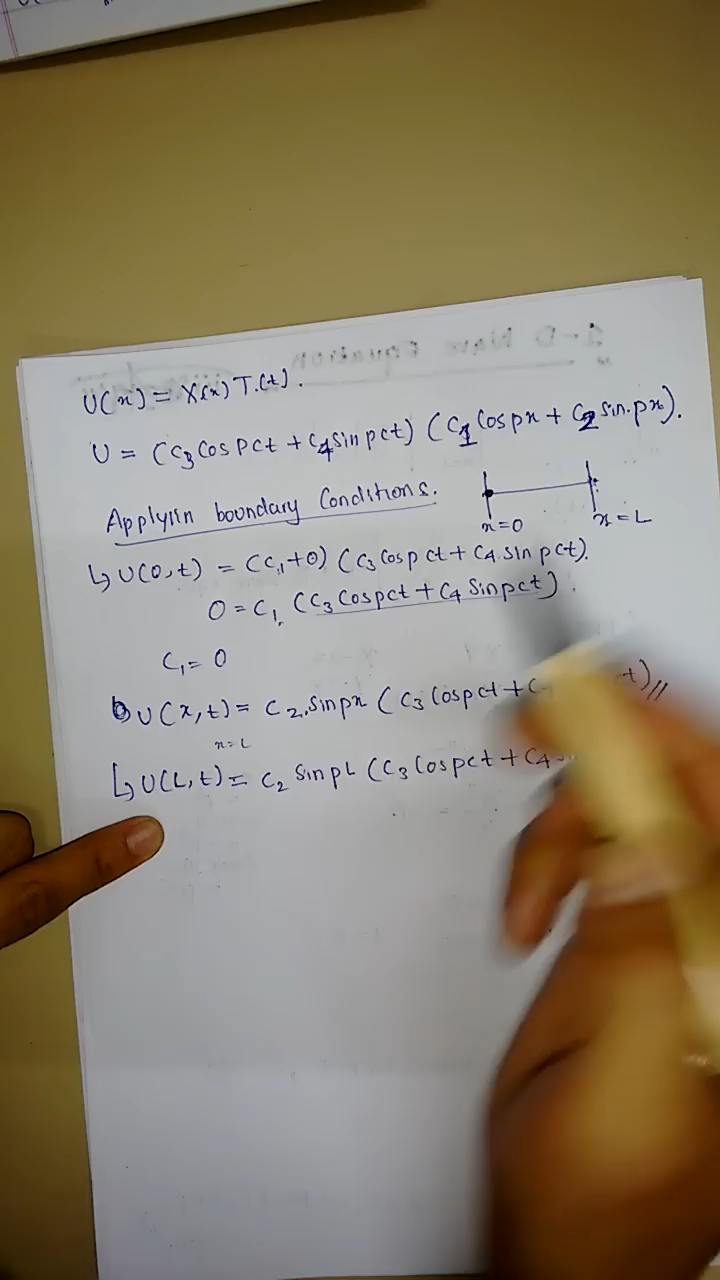 U(x) = X(x) T.(t).
U = (C3 Cos pct + C4 Sin pct) (C1 Cos px + C2 Sin.px).
Applyiin boundary Conditions.
x=0
x=L
↳ U(0,t) = (C1+0) (C3 Cos pct + C4 Sin pct).
0 = C1 (C3 Cos pct + C4 Sin pct).
C1 = 0
U(x,t) = C2.Sin px (C3 Cos pct + C t) //
x=L
↳ U(L,t) = C2 Sin pL (C3 Cos pct + C4